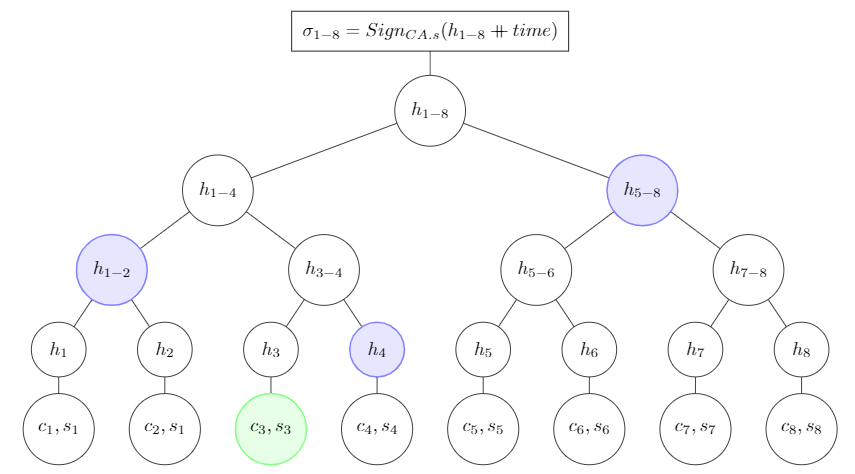 σ₁₋₈ = Sign_CA.s(h₁₋₈ ⧺ time)
h₁₋₈
h₁₋₄ h₅₋₈
h₁₋₂ h₃₋₄ h₅₋₆ h₇₋₈
h₁ h₂ h₃ h₄ h₅ h₆ h₇ h₈
c₁, s₁ c₂, s₁ c₃, s₃ c₄, s₄ c₅, s₅ c₆, s₆ c₇, s₇ c₈, s₈